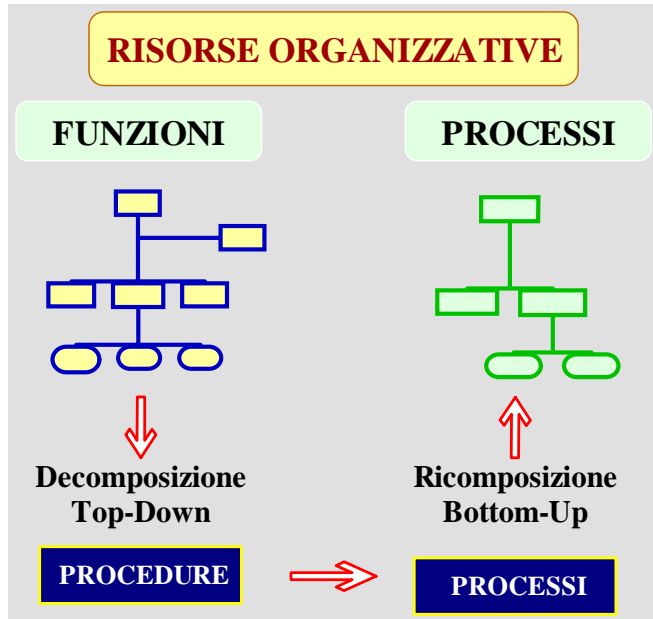 RISORSE ORGANIZZATIVE
FUNZIONI
PROCESSI
Decomposizione
Top-Down
Ricomposizione
Bottom-Up
PROCEDURE
PROCESSI